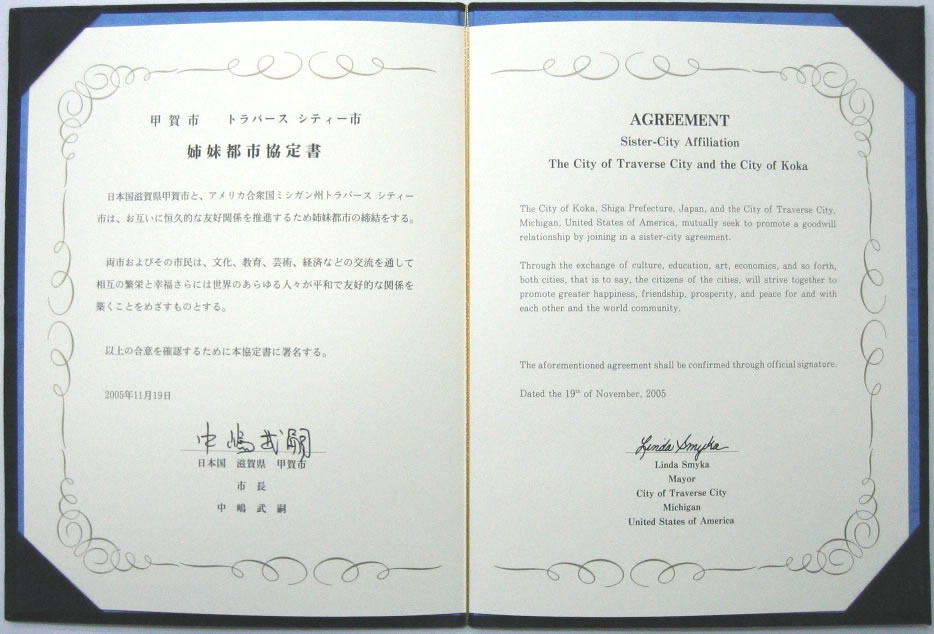 甲賀市　トラバース シティー市
姉妹都市協定書
日本国滋賀県甲賀市と、アメリカ合衆国ミシガン州トラバース シティー
市は、お互いに恒久的な友好関係を推進するため姉妹都市の締結をする。
両市およびその市民は、文化、教育、芸術、経済などの交流を通して
相互の繁栄と幸福さらには世界のあらゆる人々が平和で友好的な関係を
築くことをめざすものとする。
以上の合意を確認するために本協定書に署名する。
2005年11月19日
中嶋武嗣
日本国　滋賀県　甲賀市
市長
中嶋武嗣
AGREEMENT
Sister-City Affiliation
The City of Traverse City and the City of Koka
The City of Koka, Shiga Prefecture, Japan, and the City of Traverse City,
Michigan, United States of America, mutually seek to promote a goodwill
relationship by joining in a sister-city agreement.
Through the exchange of culture, education, art, economics, and so forth,
both cities, that is to say, the citizens of the cities, will strive together to
promote greater happiness, friendship, prosperity, and peace for and with
each other and the world community.
The aforementioned agreement shall be confirmed through official signature.
Dated the 19th of November, 2005
Linda Smyka
Linda Smyka
Mayor
City of Traverse City
Michigan
United States of America